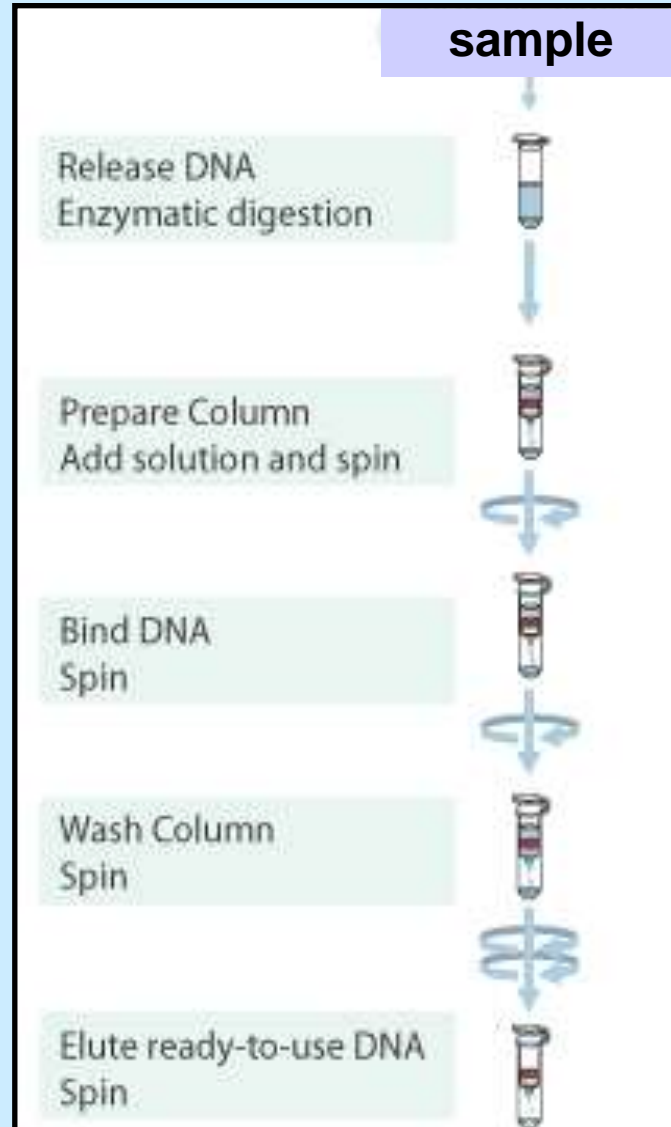 sample
Release DNA
Enzymatic digestion
Prepare Column
Add solution and spin
Bind DNA
Spin
Wash Column
Spin
Elute ready-to-use DNA
Spin